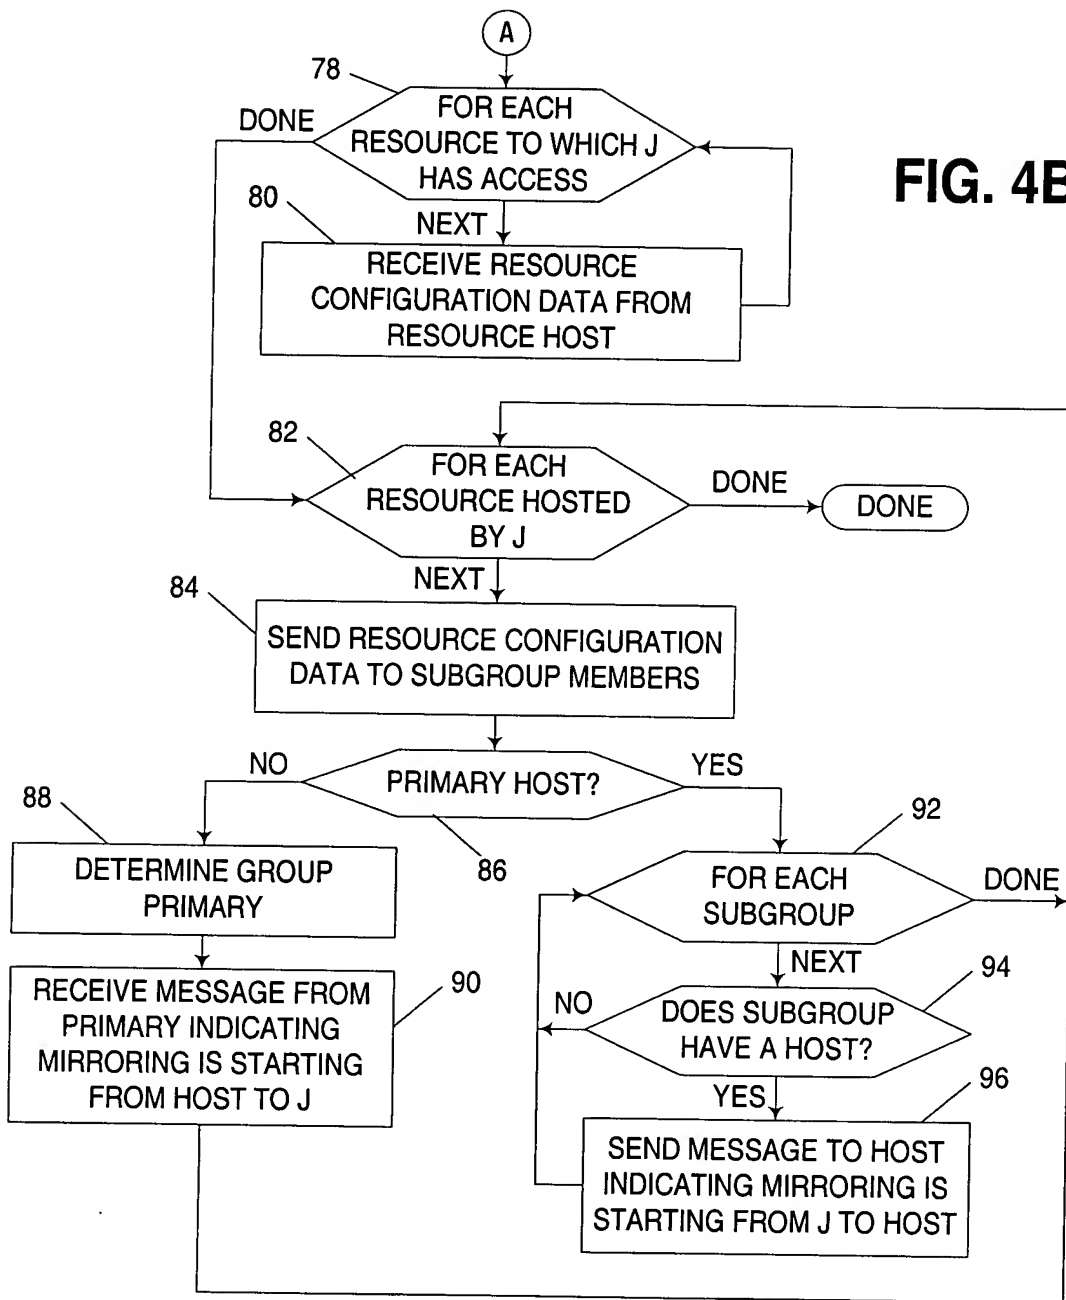 A
78
FOR EACH
RESOURCE TO WHICH J
HAS ACCESS
DONE
FIG. 4B
NEXT
80
RECEIVE RESOURCE
CONFIGURATION DATA FROM
RESOURCE HOST
82
FOR EACH
RESOURCE HOSTED
BY J
DONE
DONE
NEXT
84
SEND RESOURCE CONFIGURATION
DATA TO SUBGROUP MEMBERS
NO
PRIMARY HOST?
YES
86
88
DETERMINE GROUP
PRIMARY
92
FOR EACH
SUBGROUP
DONE
NEXT
90
RECEIVE MESSAGE FROM
PRIMARY INDICATING
MIRRORING IS STARTING
FROM HOST TO J
94
NO
DOES SUBGROUP
HAVE A HOST?
YES
96
SEND MESSAGE TO HOST
INDICATING MIRRORING IS
STARTING FROM J TO HOST